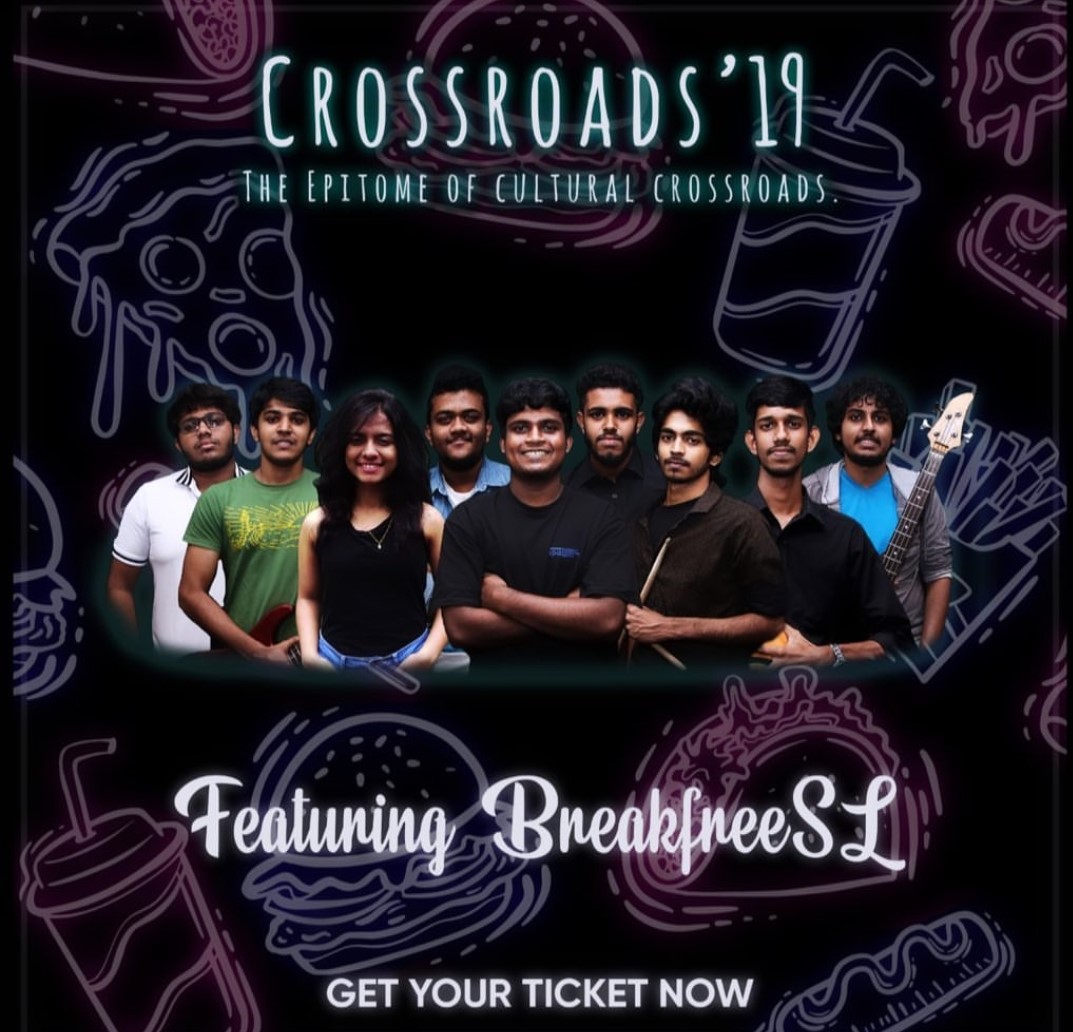 Crossroads'19
The Epitome of cultural crossroads.
Featuring BreakfreeSL
GET YOUR TICKET NOW